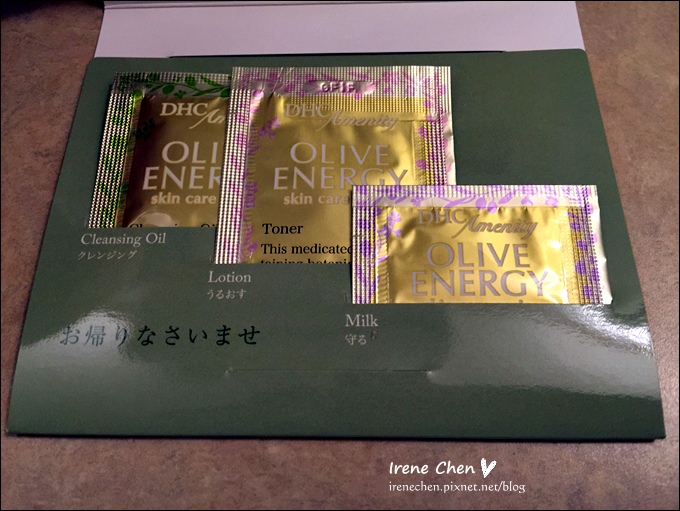 DHC
Amenity
OLIVE
ENERGY
skin care
DHC
Amenity
OLIVE
ENERGY
skin care
Toner
This medicated
DHC
Amenity
OLIVE
ENERGY
Cleansing Oil
クレンジング
Lotion
うるおす
Milk
守る
お帰りなさいませ
Irene Chen
irenechen.pixnet.net/blog